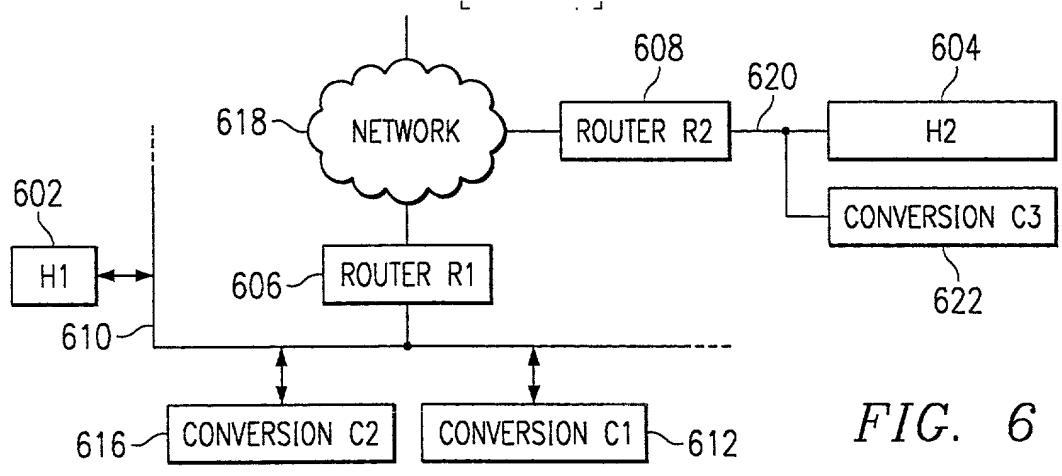 608
620
604
618
NETWORK
ROUTER R2
H2
602
CONVERSION C3
H1
606
ROUTER R1
622
610
616
CONVERSION C2
CONVERSION C1
612
FIG. 6